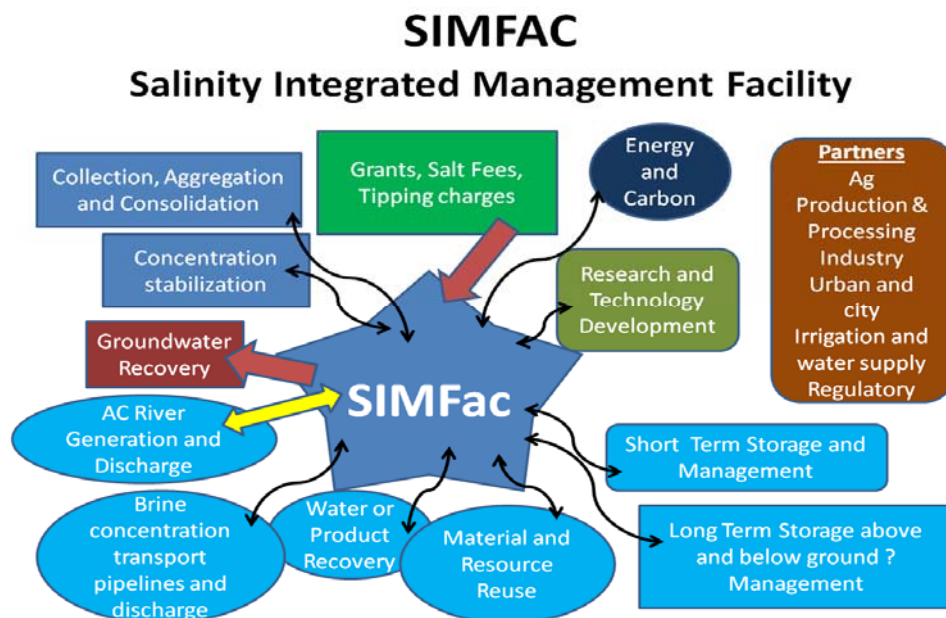 SIMFAC
Salinity Integrated Management Facility
Collection, Aggregation
and Consolidation
Grants, Salt Fees,
Tipping charges
Energy
and
Carbon
Partners
Ag
Production &
Processing
Industry
Urban and
city
Irrigation and
water supply
Regulatory
Concentration
stabilization
Research and
Technology
Development
Groundwater
Recovery
SIMFac
AC River
Generation and
Discharge
Short Term Storage and
Management
Brine
concentration
transport
pipelines and
discharge
Water or
Product
Recovery
Material and
Resource
Reuse
Long Term Storage above
and below ground ?
Management